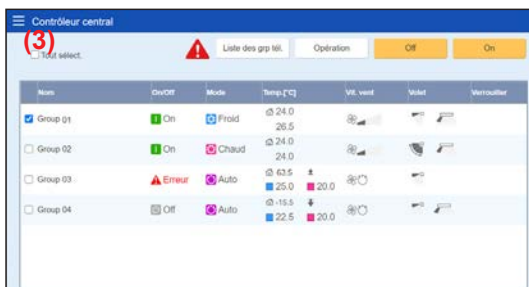 Contrôleur central
(3)
Tout sélect.
Liste des grp tél. Opération Off On
Nom On/Off Mode Temp.[°C] Vit. vent Volet Verrouiller
Group 01 On Froid 24.0
26.5
Group 02 On Chaud 24.0
24.0
Group 03 Erreur Auto -63.5
25.0 20.0
Group 04 Off Auto -15.5
22.5 20.0